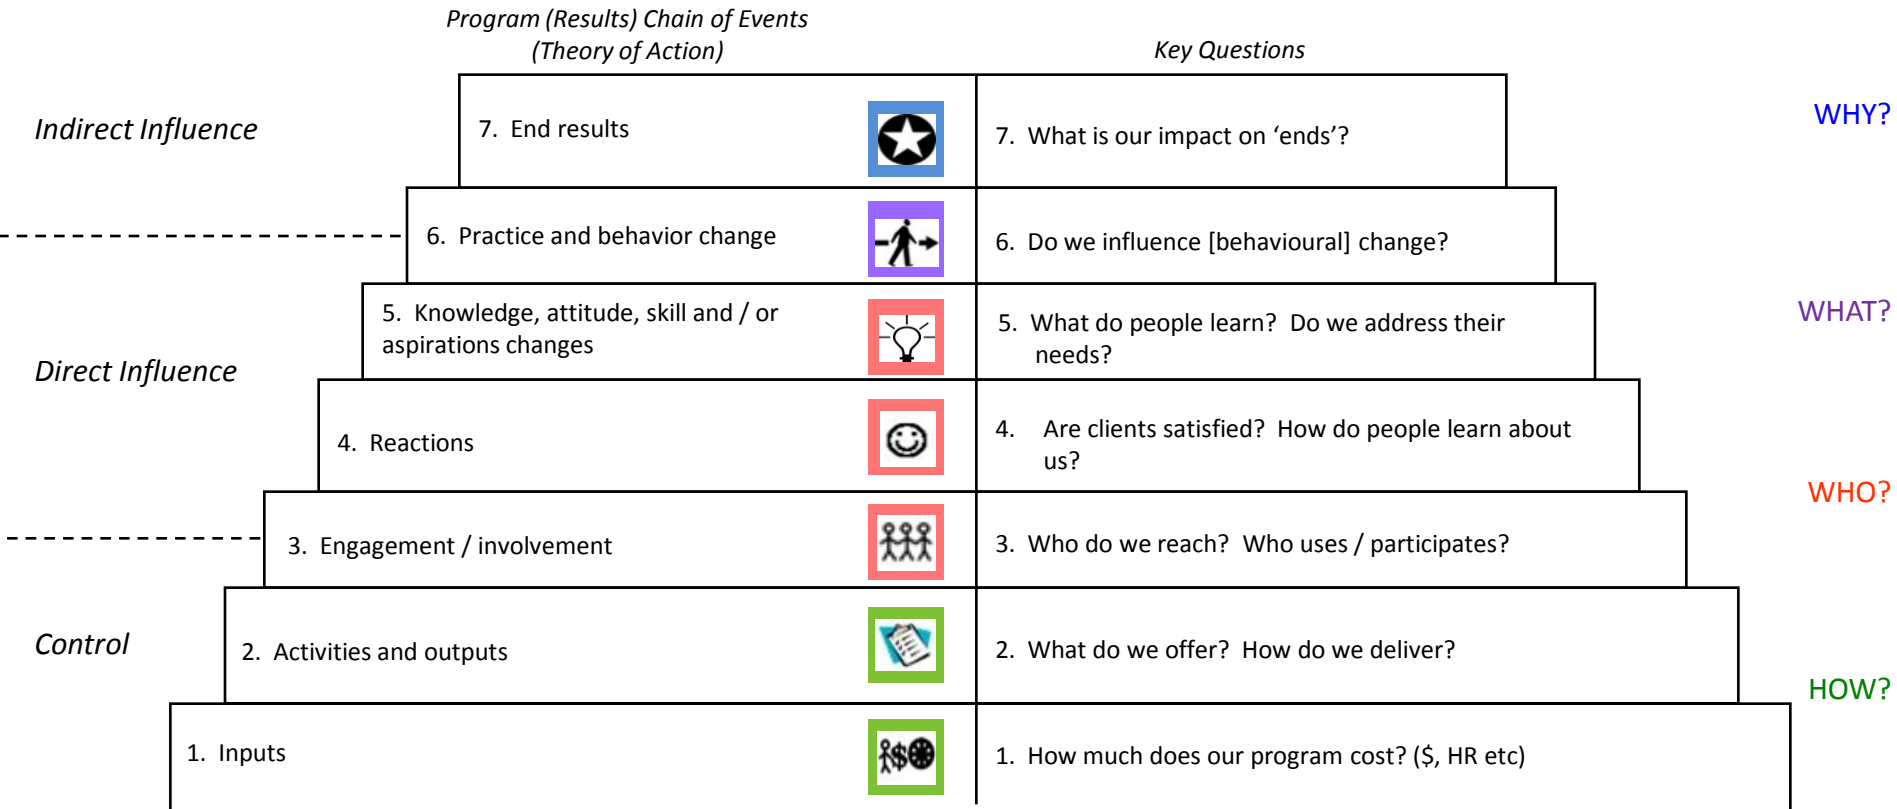 Program (Results) Chain of Events
(Theory of Action)
Key Questions
Indirect Influence
7. End results
7. What is our impact on ‘ends’?
WHY?
6. Practice and behavior change
6. Do we influence [behavioural] change?
5. Knowledge, attitude, skill and / or
aspirations changes
5. What do people learn? Do we address their
needs?
WHAT?
Direct Influence
4. Reactions
4. Are clients satisfied? How do people learn about
us?
WHO?
3. Engagement / involvement
3. Who do we reach? Who uses / participates?
Control
2. Activities and outputs
2. What do we offer? How do we deliver?
HOW?
1. Inputs
$
1. How much does our program cost? ($, HR etc)